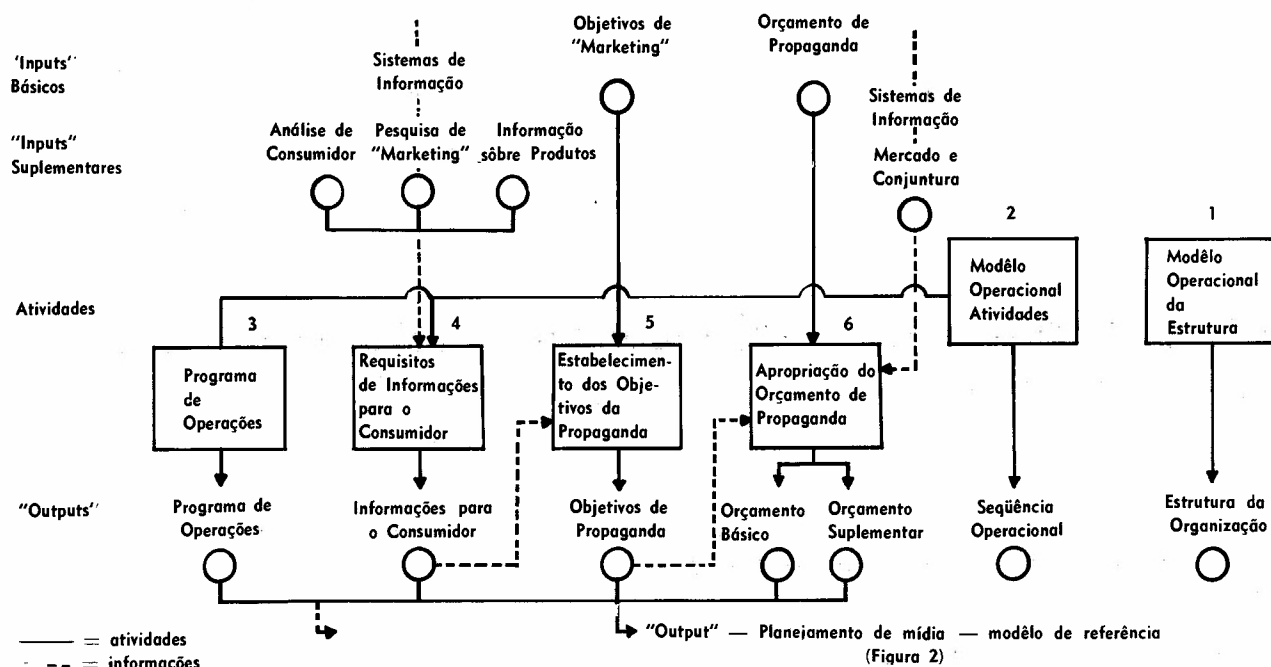 Objetivos de
"Marketing"
Orçamento de
Propaganda
'Inputs'
Básicos
Sistemas de
Informação
Sistemas de
Informação
"Inputs"
Suplementares
Análise de
Consumidor
Pesquisa de
"Marketing"
Informação
sôbre Produtos
Mercado e
Conjuntura
2
1
Modêlo
Operacional
Atividades
Modêlo
Operacional
da
Estrutura
Atividades
3
4
5
6
Programa
de
Operações
Requisitos
de Informações
para o
Consumidor
Estabelecimen-
to dos Obje-
tivos da
Propaganda
Apropriação do
Orçamento de
Propaganda
"Outputs"
Programa de
Operações
Informações para
o Consumidor
Objetivos de
Propaganda
Orçamento
Básico
Orçamento
Suplementar
Seqüência
Operacional
Estrutura da
Organização
"Output" — Planejamento de mídia — modêlo de referência
(Figura 2)
= atividades
= informações